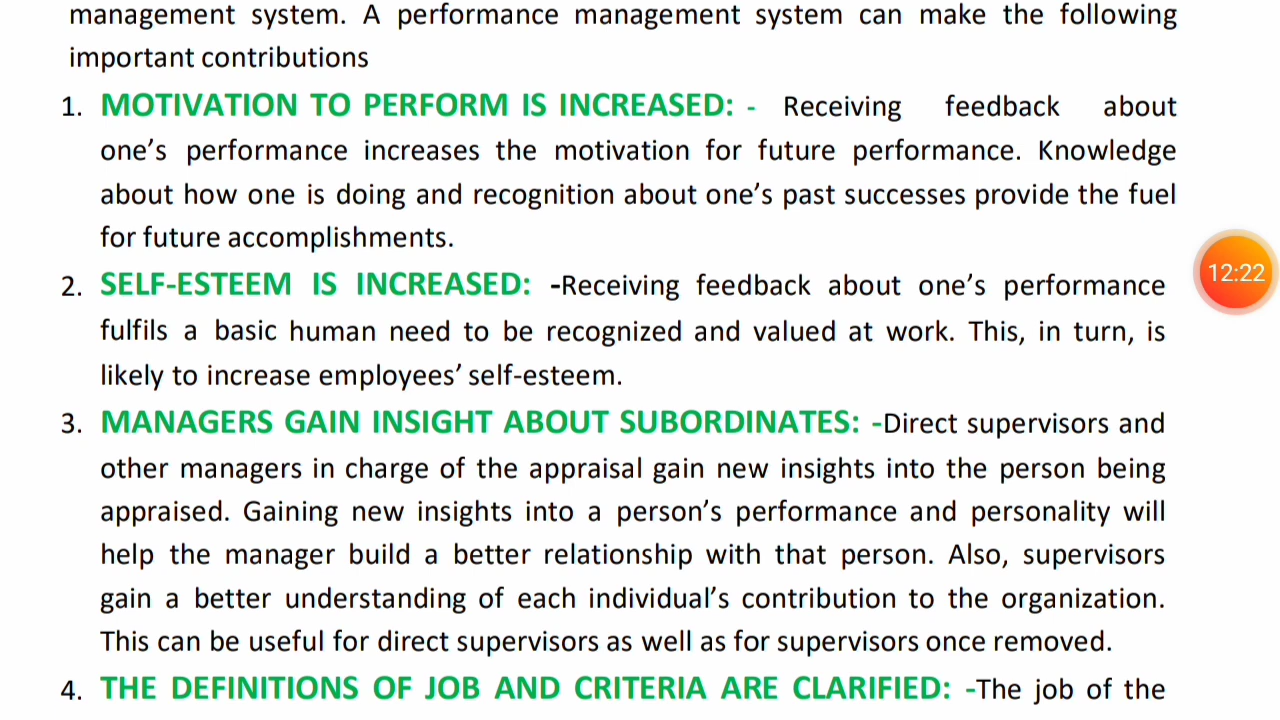 management system. A performance management system can make the following
important contributions
1. MOTIVATION TO PERFORM IS INCREASED: - Receiving feedback about
one’s performance increases the motivation for future performance. Knowledge
about how one is doing and recognition about one’s past successes provide the fuel
for future accomplishments.
12:22
2. SELF-ESTEEM IS INCREASED: -Receiving feedback about one’s performance
fulfils a basic human need to be recognized and valued at work. This, in turn, is
likely to increase employees’ self-esteem.
3. MANAGERS GAIN INSIGHT ABOUT SUBORDINATES: -Direct supervisors and
other managers in charge of the appraisal gain new insights into the person being
appraised. Gaining new insights into a person’s performance and personality will
help the manager build a better relationship with that person. Also, supervisors
gain a better understanding of each individual’s contribution to the organization.
This can be useful for direct supervisors as well as for supervisors once removed.
4. THE DEFINITIONS OF JOB AND CRITERIA ARE CLARIFIED: -The job of the